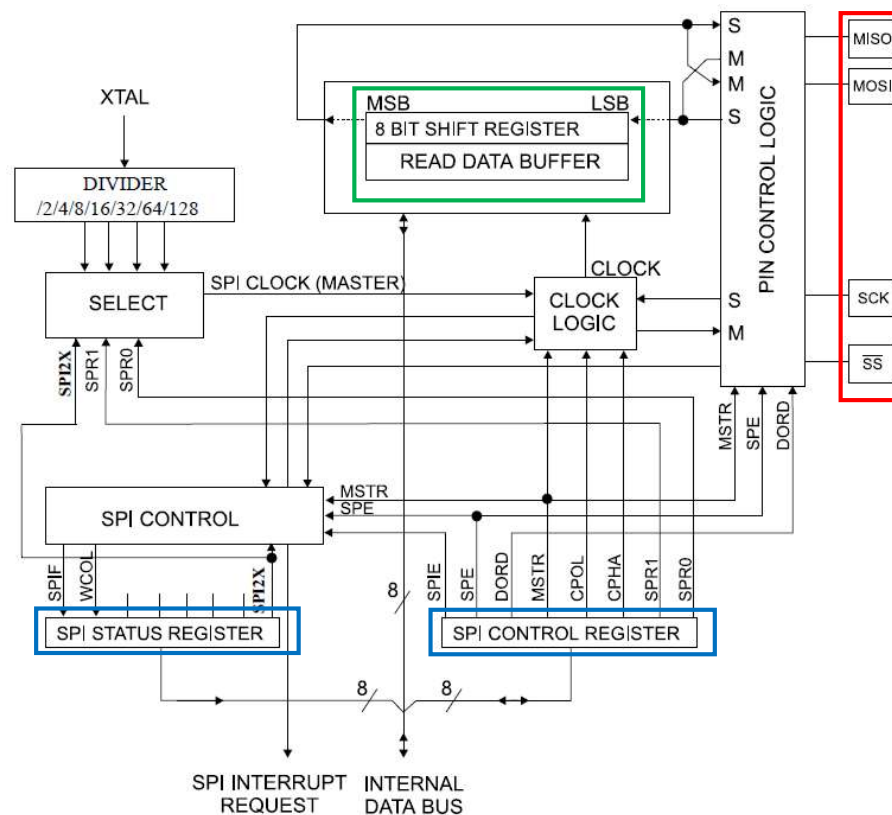 S
MISO
M
M
MOSI
XTAL
MSB LSB
S
8 BIT SHIFT REGISTER
READ DATA BUFFER
DIVIDER
/2/4/8/16/32/64/128
PIN CONTROL LOGIC
SPI CLOCK (MASTER)
CLOCK
SELECT
CLOCK
LOGIC
S
SCK
M
SPI2X
SPR1
SPR0
SS
MSTR
SPE
DORD
MSTR
SPE
SPI CONTROL
SPIF
WCOL
SPI2X
SPIE
SPE
DORD
MSTR
CPOL
CPHA
SPR1
SPR0
8
SPI STATUS REGISTER
SPI CONTROL REGISTER
8
8
SPI INTERRUPT
REQUEST
INTERNAL
DATA BUS